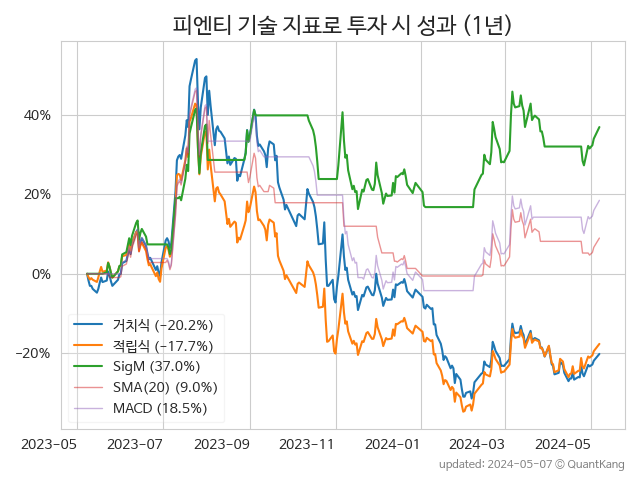 피엔티 기술 지표로 투자 시 성과 (1년)
40%
20%
0%
−20%
거치식 (−20.2%)
적립식 (−17.7%)
SigM (37.0%)
SMA(20) (9.0%)
MACD (18.5%)
2023-05 2023-07 2023-09 2023-11 2024-01 2024-03 2024-05
updated: 2024-05-07 © QuantKang